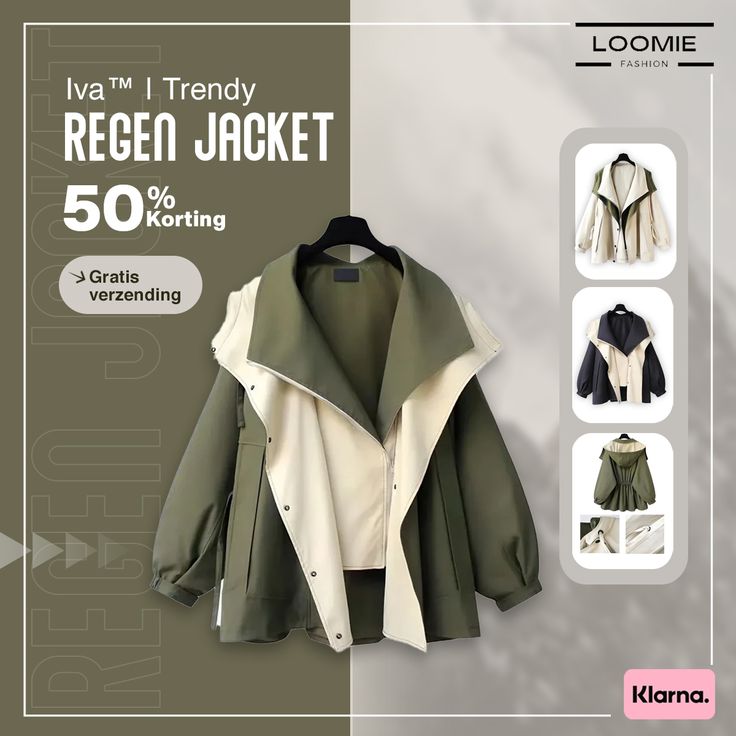 LOOMIE
FASHION
Iva™ I Trendy
REGEN JACKET
50%
Korting
Gratis
verzending
REGEN JACKET
Klarna.